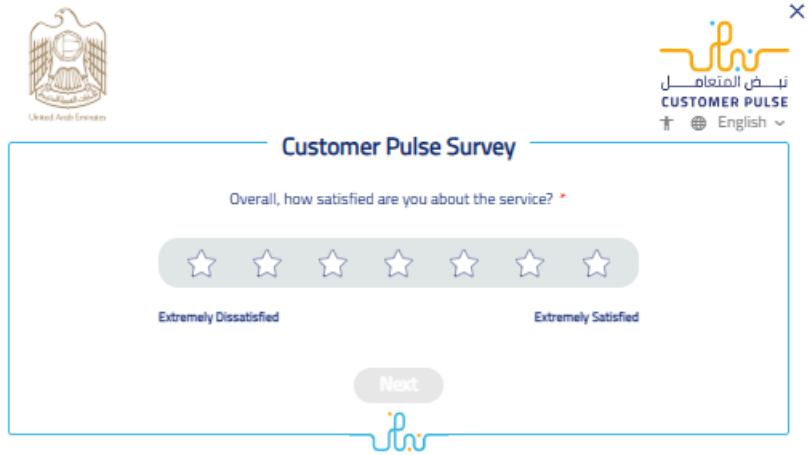 United Arab Emirates
نبض المتعامل
CUSTOMER PULSE
English
Customer Pulse Survey
Overall, how satisfied are you about the service? *
Extremely Dissatisfied
Extremely Satisfied
Next